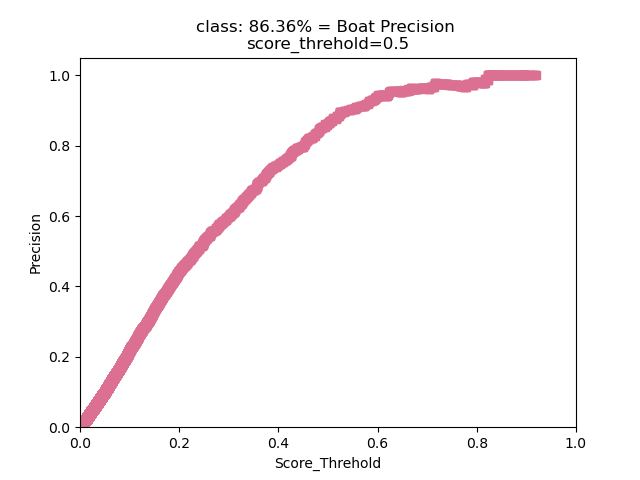 class: 86.36% = Boat Precision
score_threhold=0.5
1.0
0.8
0.6
0.4
0.2
0.0
Precision
0.0 0.2 0.4 0.6 0.8 1.0
Score_Threhold